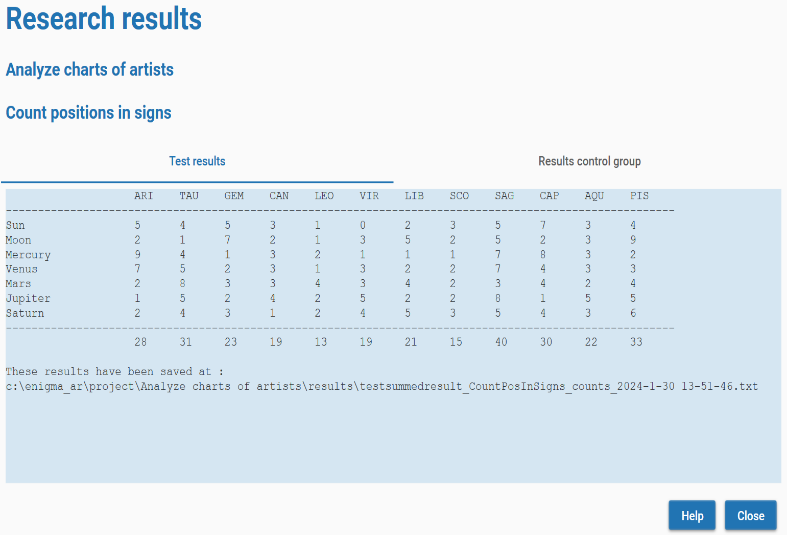 Research results
Analyze charts of artists
Count positions in signs
Test results Results control group
ARI TAU GEM CAN LEO VIR LIB SCO SAG CAP AQU PIS
Sun 5 4 5 3 1 0 2 3 5 7 3 4
Moon 2 1 7 2 1 3 5 2 5 2 3 9
Mercury 9 4 1 3 2 1 1 1 7 8 3 2
Venus 7 5 2 3 1 3 2 2 7 4 3 3
Mars 2 8 3 3 4 3 4 2 3 4 2 4
Jupiter 1 5 2 4 2 5 2 2 8 1 5 5
Saturn 2 4 3 1 2 4 5 3 5 4 3 6
28 31 23 19 13 19 21 15 40 30 22 33
These results have been saved at :
c:\enigma_ar\project\Analyze charts of artists\results\testsummedresult_CountPosInSigns_counts_2024-1-30 13-51-46.txt
Help Close